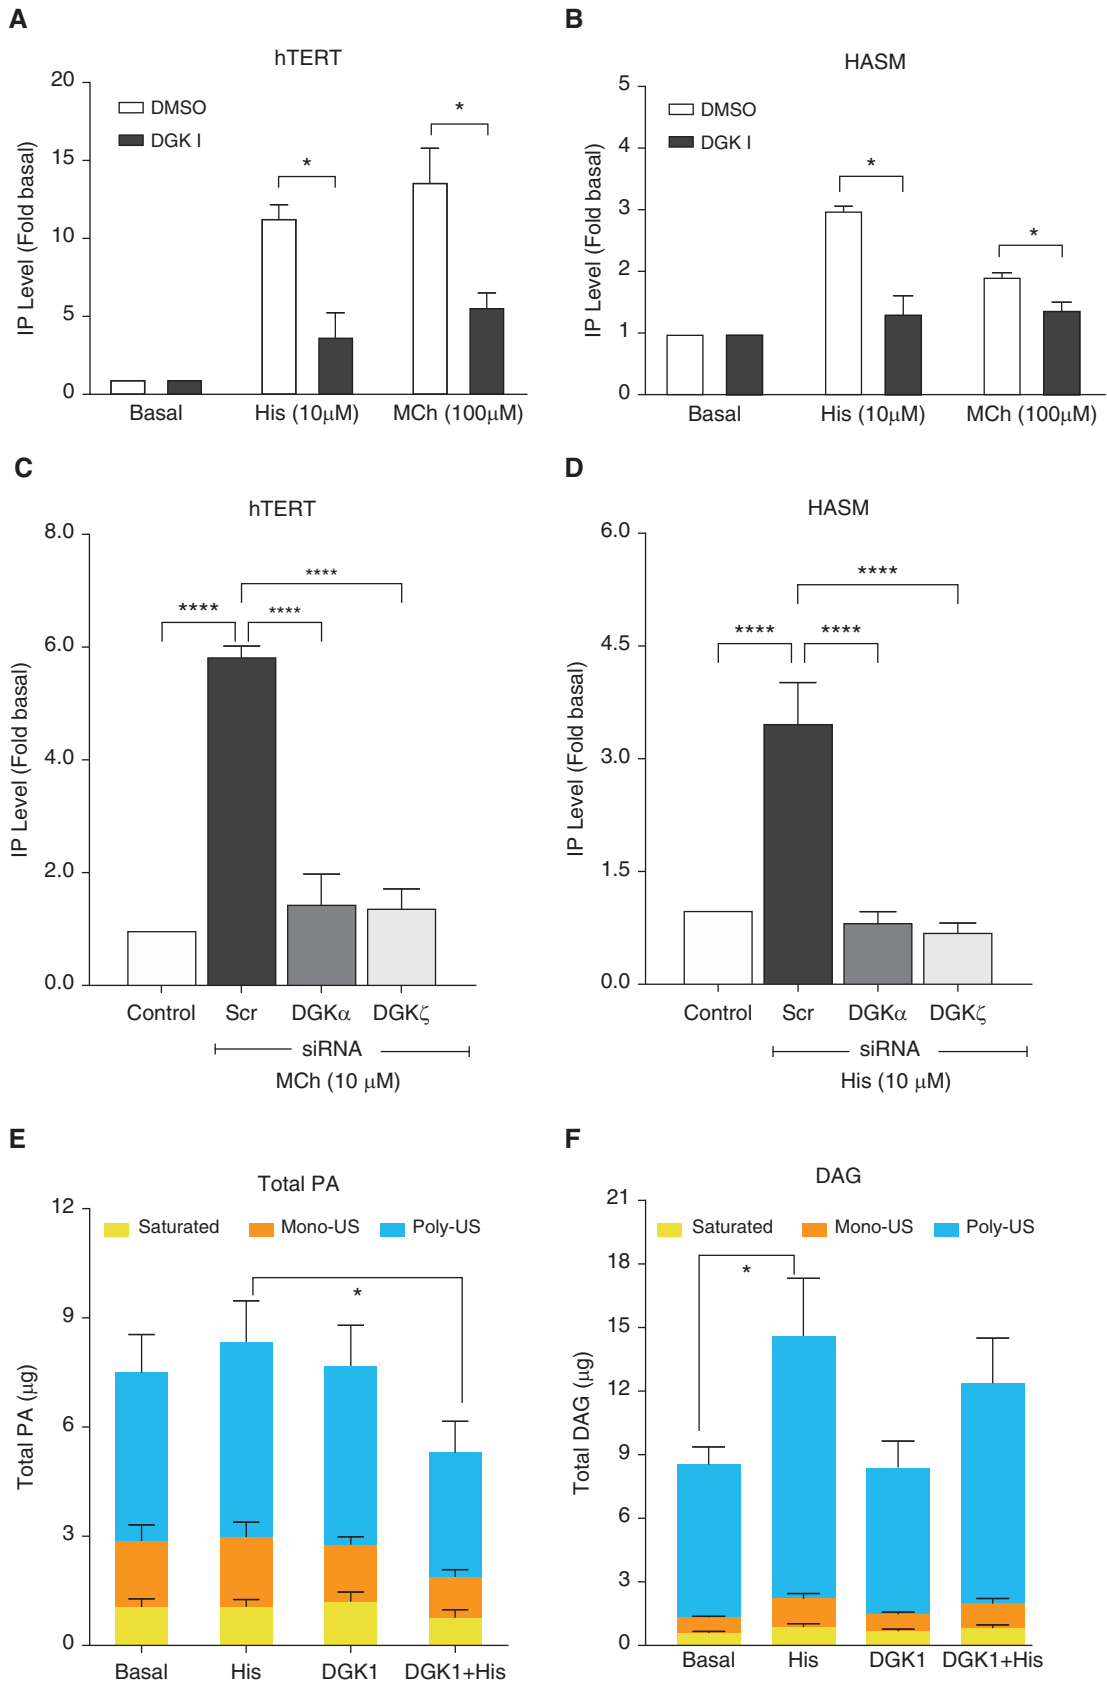 A
hTERT
20
15
10
5
0
IP Level (Fold basal)
DMSO
DGK I
*
*
Basal
His (10μM)
MCh (100μM)
B
HASM
5
4
3
2
1
0
IP Level (Fold basal)
DMSO
DGK I
*
*
Basal
His (10μM)
MCh (100μM)
C
hTERT
8.0
6.0
4.0
2.0
0.0
IP Level (Fold basal)
****
****
****
Control
Scr
DGKα
DGKζ
siRNA
MCh (10 μM)
D
HASM
6.0
4.5
3.0
1.5
0.0
IP Level (Fold basal)
****
****
****
Control
Scr
DGKα
DGKζ
siRNA
His (10 μM)
E
Total PA
12
9
6
3
0
Total PA (μg)
Saturated
Mono-US
Poly-US
*
Basal
His
DGK1
DGK1+His
F
DAG
21
18
15
12
9
6
3
0
Total DAG (μg)
Saturated
Mono-US
Poly-US
*
Basal
His
DGK1
DGK1+His